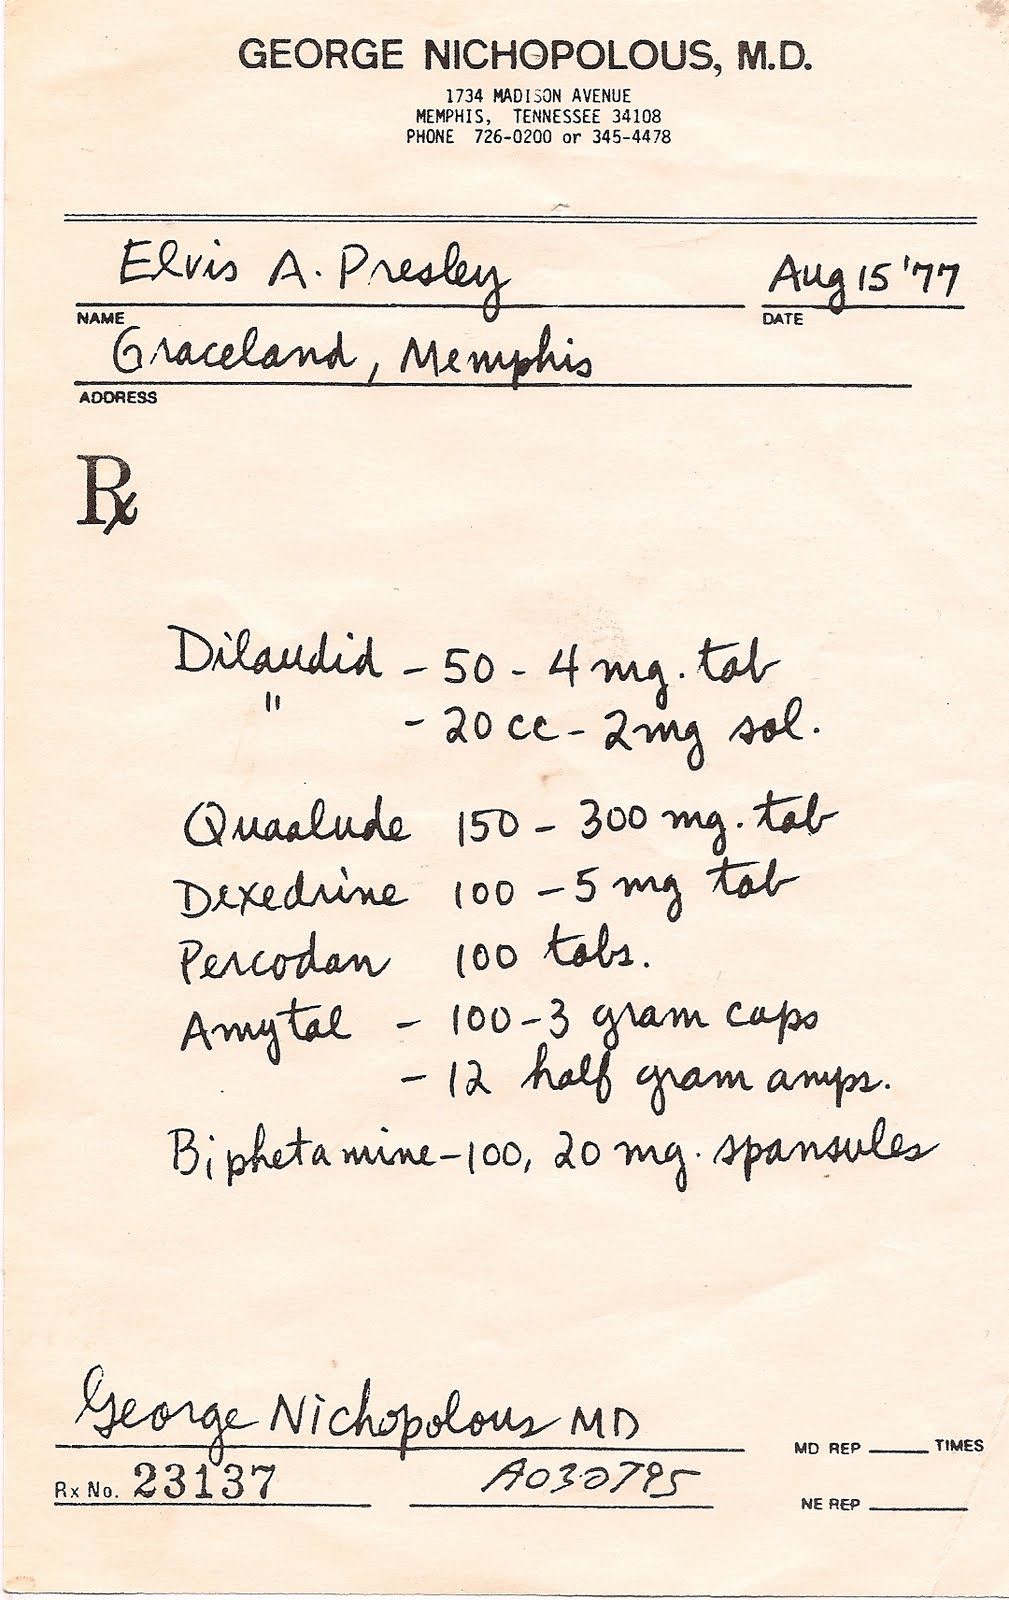 GEORGE NICHOPOLOUS, M.D.
1734 MADISON AVENUE
MEMPHIS, TENNESSEE 34108
PHONE 726-0200 or 345-4478
Elvis A. Presley Aug 15 '77
NAME DATE
Graceland, Memphis
ADDRESS
Rx
Dilaudid - 50 - 4 mg. tab
" - 20 cc - 2mg sol.
Quaalude 150 - 300 mg. tab
Dexedrine 100 - 5 mg tab
Percodan 100 tabs.
Amytal - 100 - 3 gram caps
- 12 half gram amps.
Biphetamine - 100, 20 mg. spansules
George Nichopolous MD
MD REP ____ TIMES
Rx No. 23137 A030795
NE REP ____